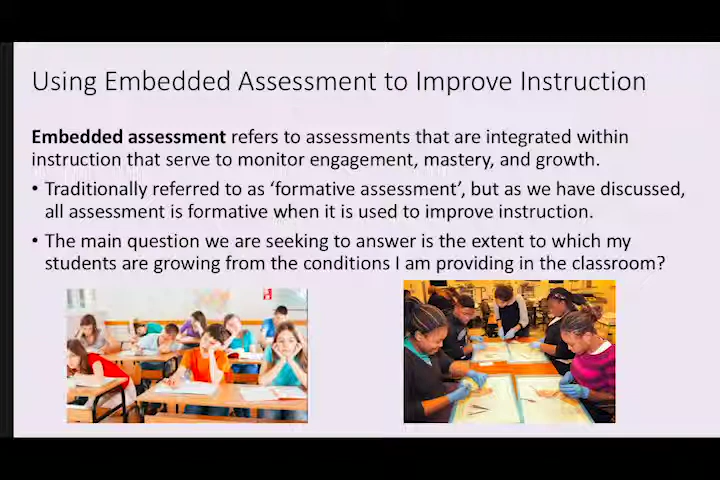 Using Embedded Assessment to Improve Instruction
Embedded assessment refers to assessments that are integrated within
instruction that serve to monitor engagement, mastery, and growth.
• Traditionally referred to as ‘formative assessment’, but as we have discussed,
all assessment is formative when it is used to improve instruction.
• The main question we are seeking to answer is the extent to which my
students are growing from the conditions I am providing in the classroom?